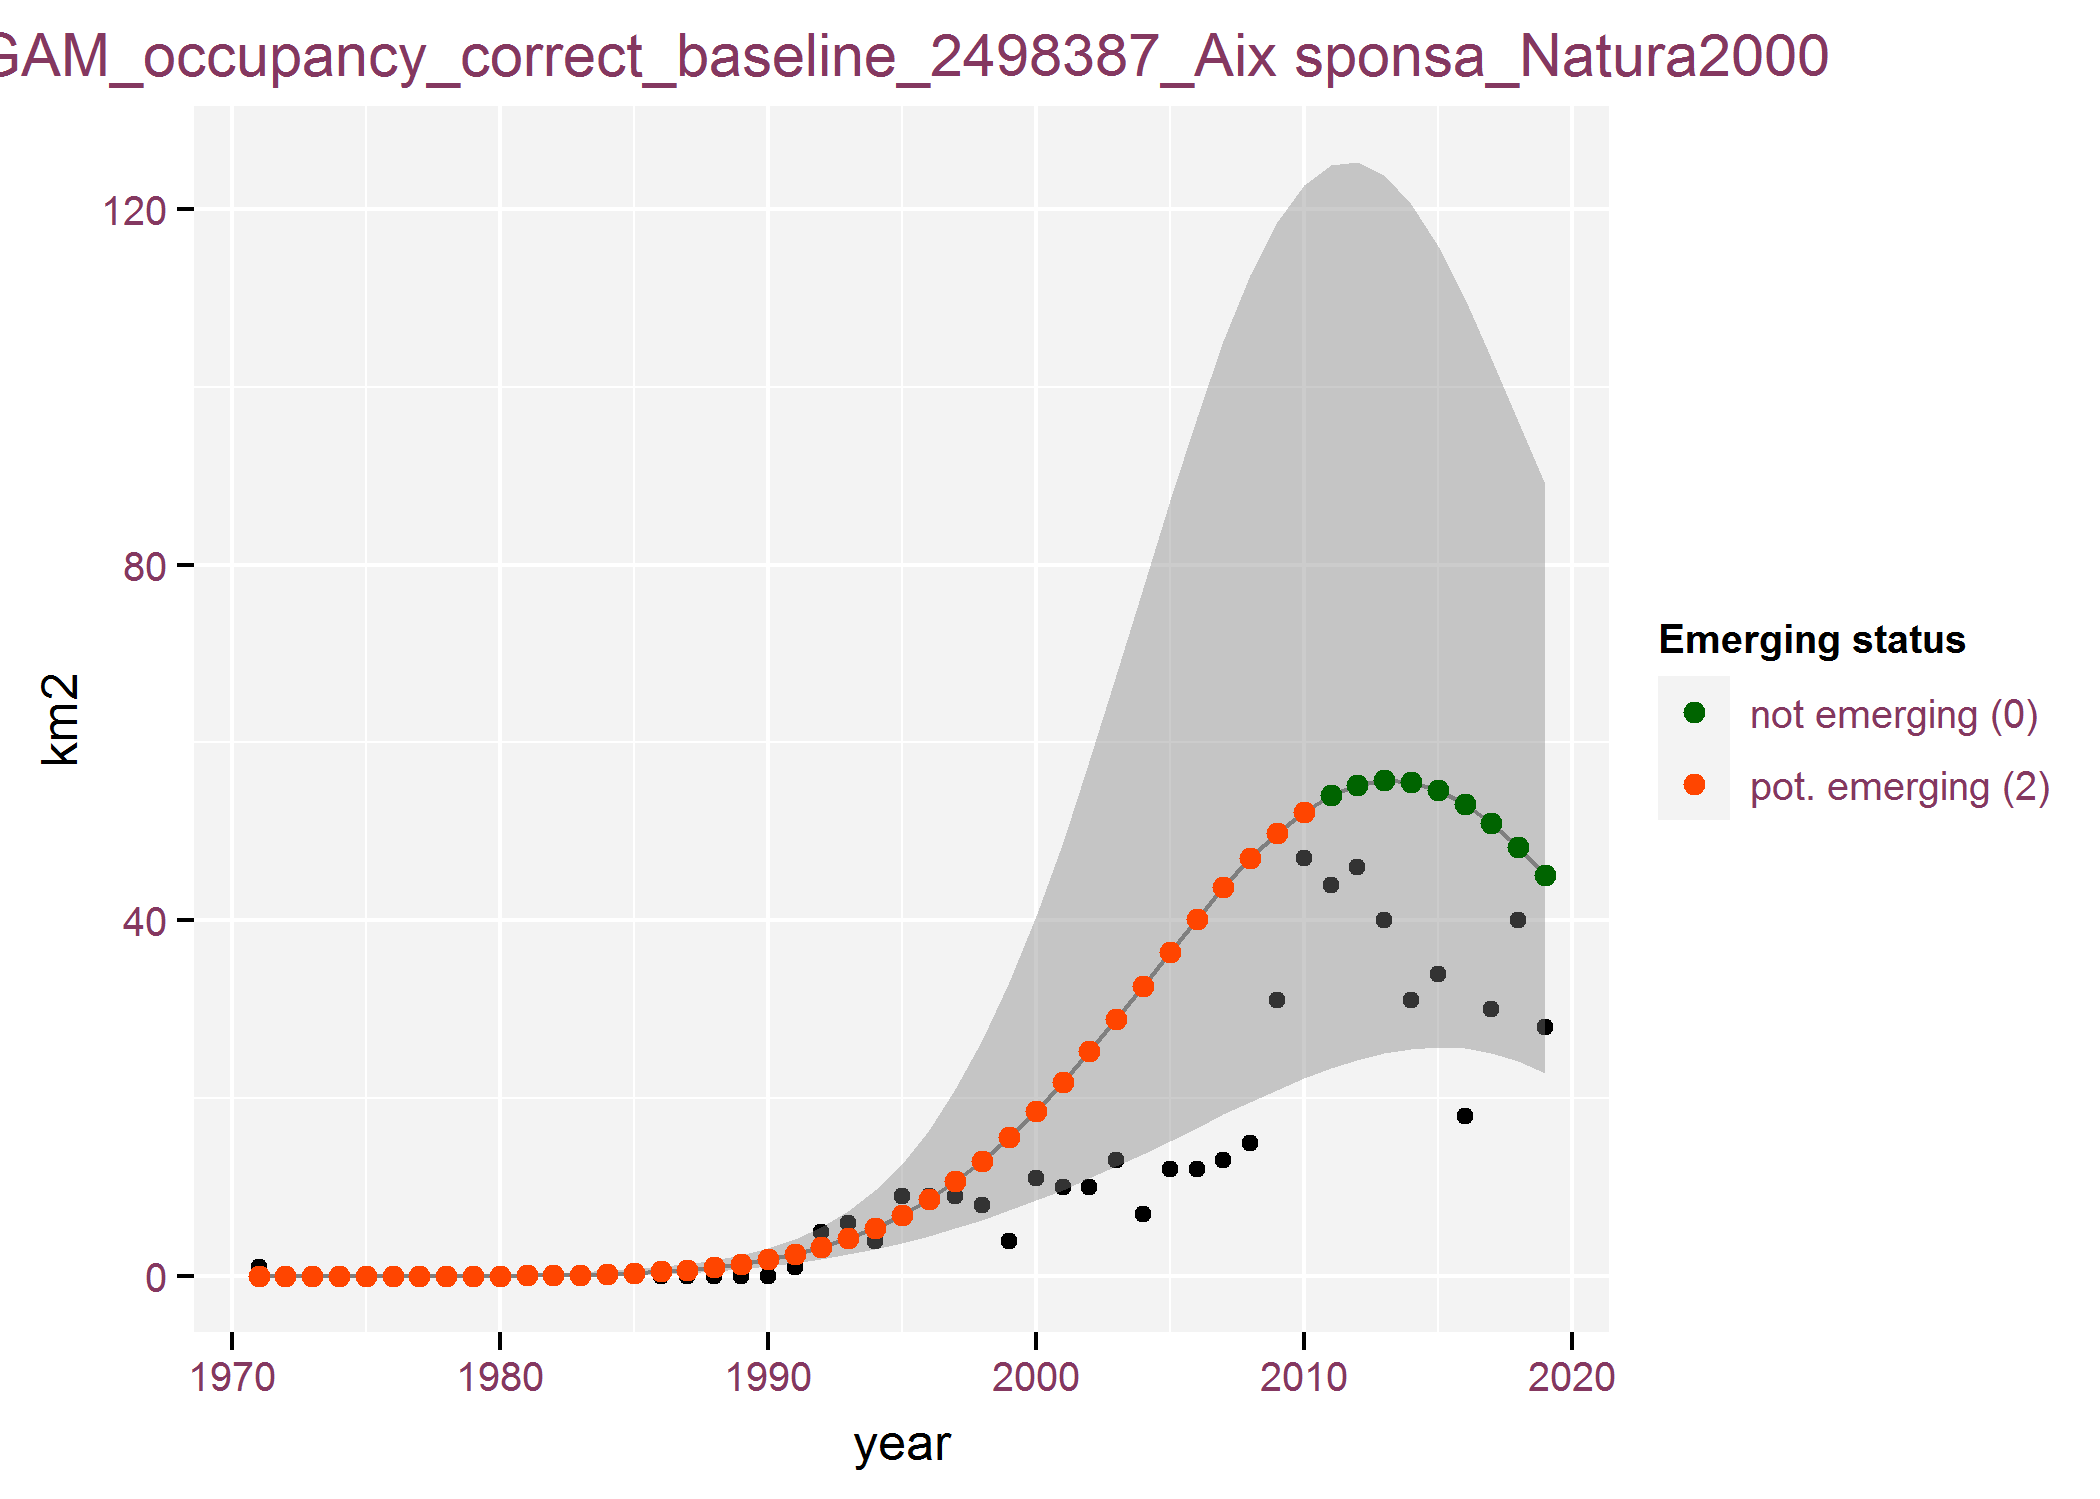 GAM_occupancy_correct_baseline_2498387_Aix sponsa_Natura2000
120
80
40
0
km2
1970 1980 1990 2000 2010 2020
year
Emerging status
not emerging (0)
pot. emerging (2)